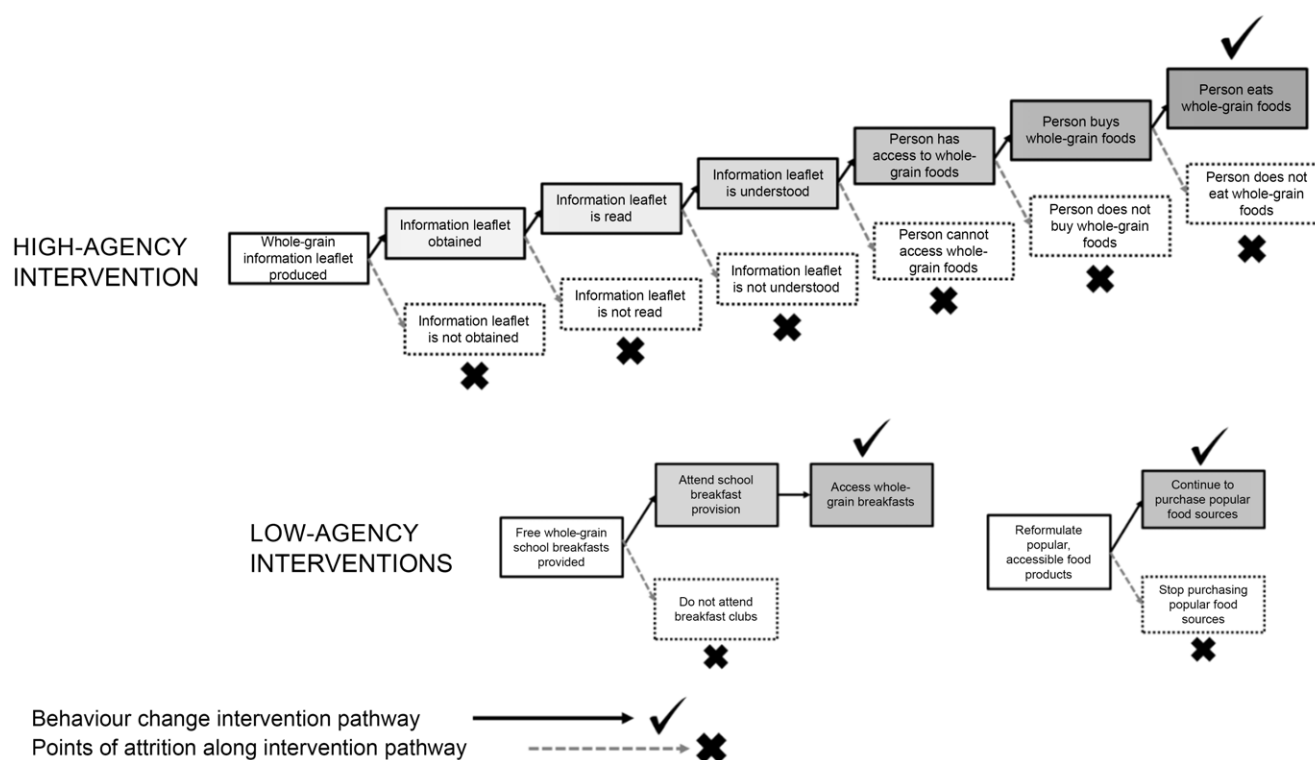 HIGH-AGENCY
INTERVENTION
Whole-grain
information leaflet
produced
Information leaflet
obtained
Information leaflet
is not obtained
Information leaflet
is read
Information leaflet
is not read
Information leaflet
is understood
Information leaflet
is not understood
Person has
access to whole-
grain foods
Person cannot
access whole-
grain foods
Person buys
whole-grain foods
Person does not
buy whole-grain
foods
Person eats
whole-grain foods
Person does not
eat whole-grain
foods
LOW-AGENCY
INTERVENTIONS
Free whole-grain
school breakfasts
provided
Attend school
breakfast
provision
Do not attend
breakfast clubs
Access whole-
grain breakfasts
Reformulate
popular,
accessible food
products
Continue to
purchase popular
food sources
Stop purchasing
popular food
sources
Behaviour change intervention pathway
Points of attrition along intervention pathway